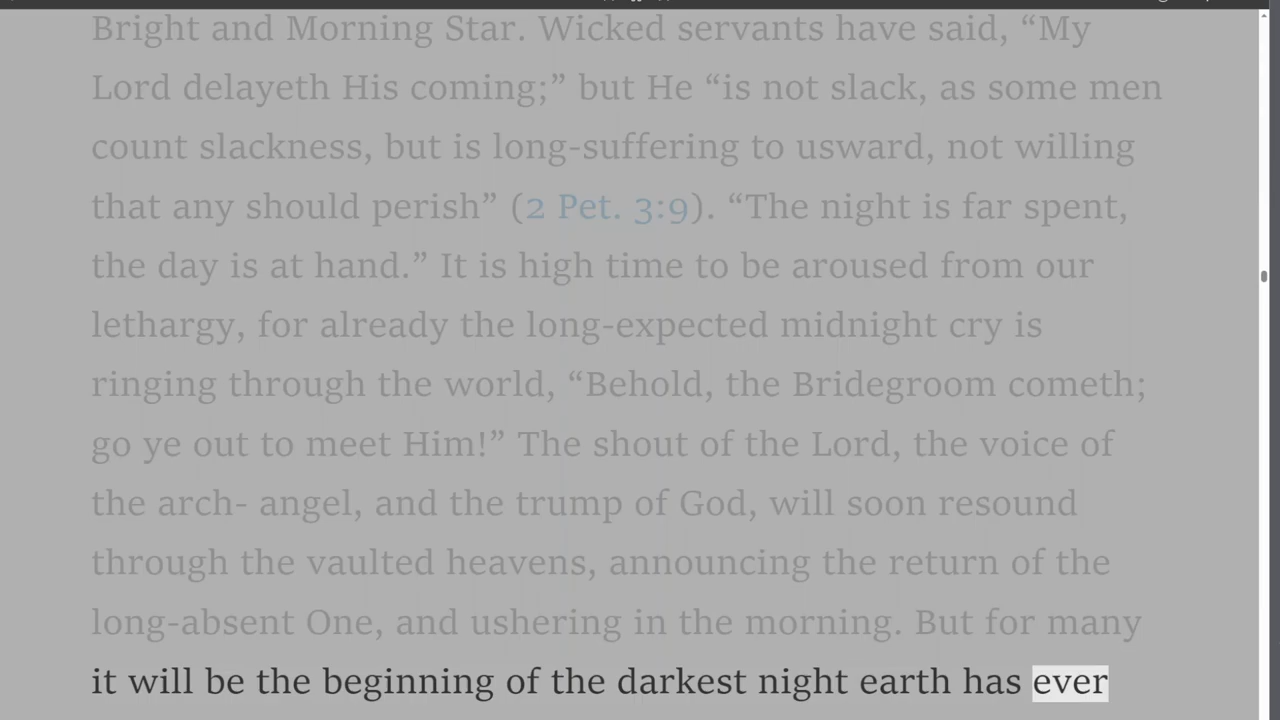 Bright and Morning Star. Wicked servants have said, “My
Lord delayeth His coming;” but He “is not slack, as some men
count slackness, but is long-suffering to usward, not willing
that any should perish” (2 Pet. 3:9). “The night is far spent,
the day is at hand.” It is high time to be aroused from our
lethargy, for already the long-expected midnight cry is
ringing through the world, “Behold, the Bridegroom cometh;
go ye out to meet Him!” The shout of the Lord, the voice of
the arch- angel, and the trump of God, will soon resound
through the vaulted heavens, announcing the return of the
long-absent One, and ushering in the morning. But for many
it will be the beginning of the darkest night earth has ever